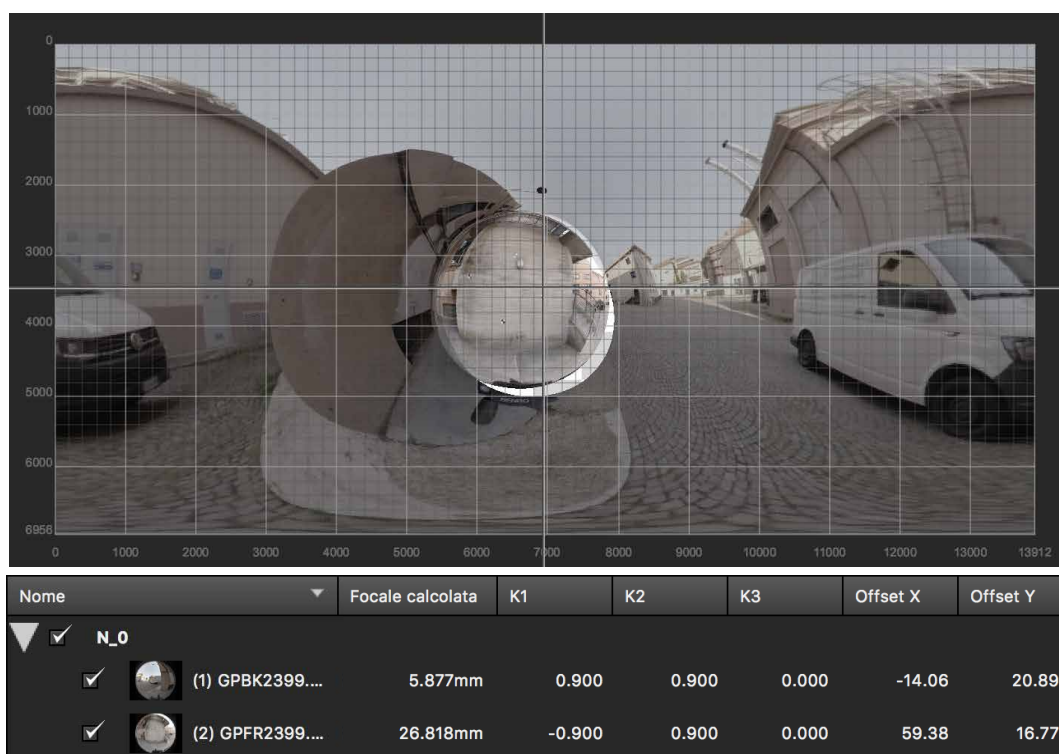 0
1000
2000
3000
4000
5000
6000
6956
0 1000 2000 3000 4000 5000 6000 7000 8000 9000 10000 11000 12000 13000 13912
Nome Focale calcolata K1 K2 K3 Offset X Offset Y
N_0
(1) GPBK2399.... 5.877mm 0.900 0.900 0.000 -14.06 20.89
(2) GPFR2399.... 26.818mm -0.900 0.900 0.000 59.38 16.77